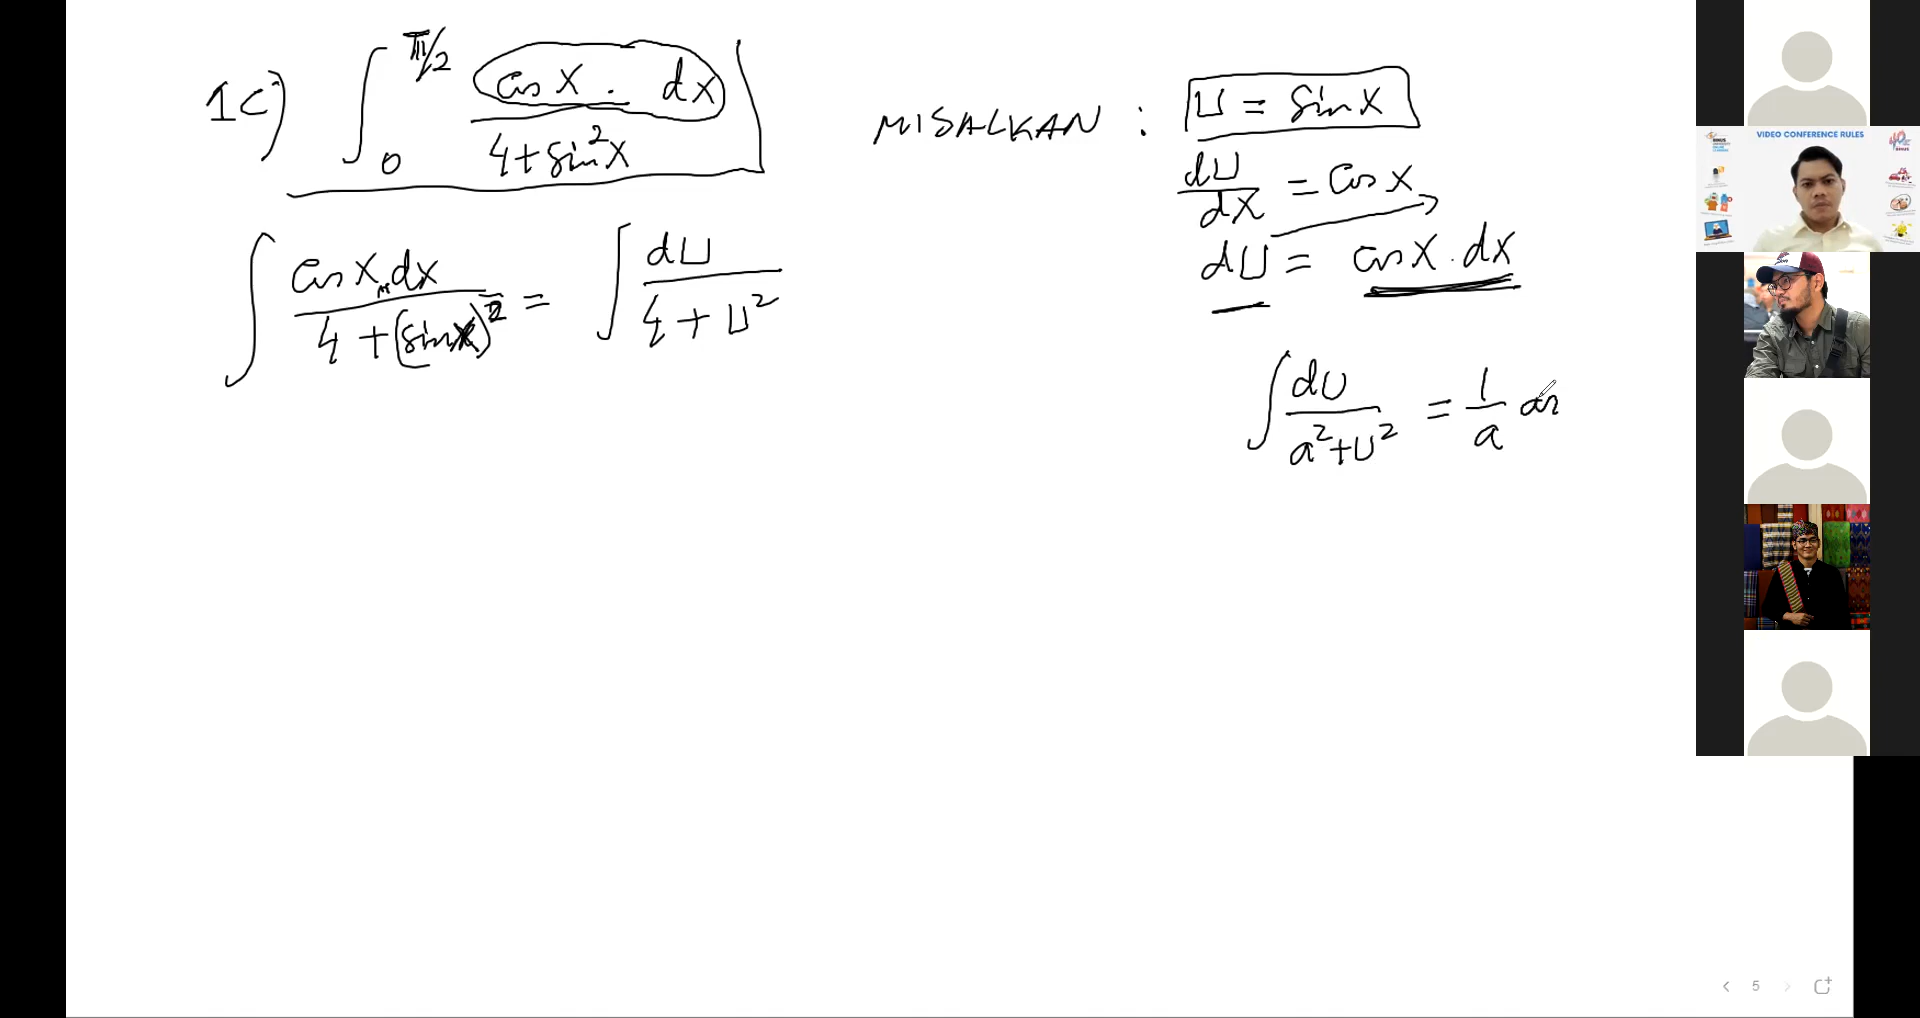 1c) ∫₀^π/2 cos x . dx / 4 + sin²x
MISALKAN : U = sin x
dU/dx = cos x
dU = cos x . dx
∫ cos x dx / 4 + (sin x)² = ∫ dU / 4 + U²
∫ dU / a² + U² = 1/a ar
VIDEO CONFERENCE RULES
5